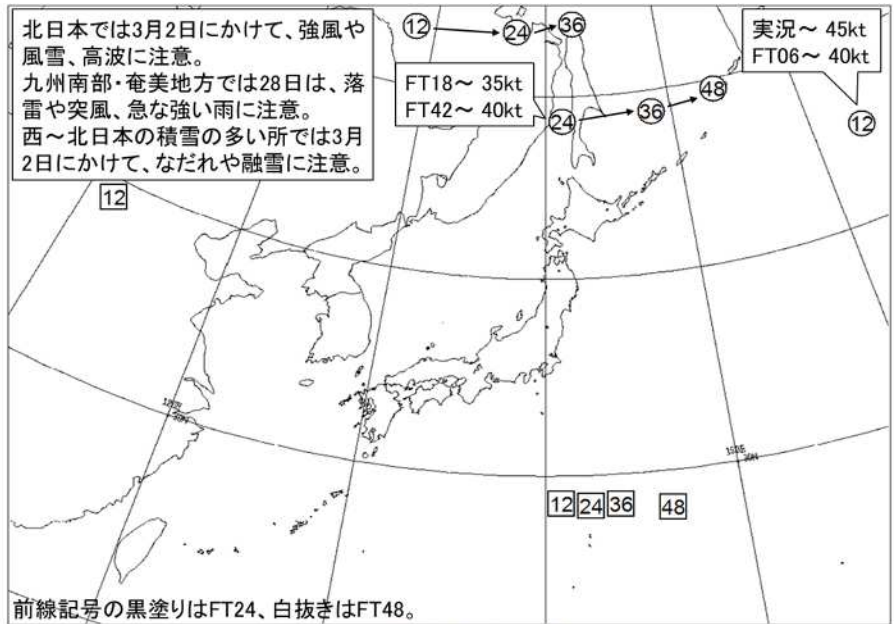 北日本では3月2日にかけて、強風や
風雪、高波に注意。
九州南部・奄美地方では28日は、落
雷や突風、急な強い雨に注意。
西～北日本の積雪の多い所では3月
2日にかけて、なだれや融雪に注意。
12
24
36
実況～ 45kt
FT06～ 40kt
FT18～ 35kt
FT42～ 40kt
24
36
48
12
12
120E
30N
150E
30N
12
24
36
48
前線記号の黒塗りはFT24、白抜きはFT48。